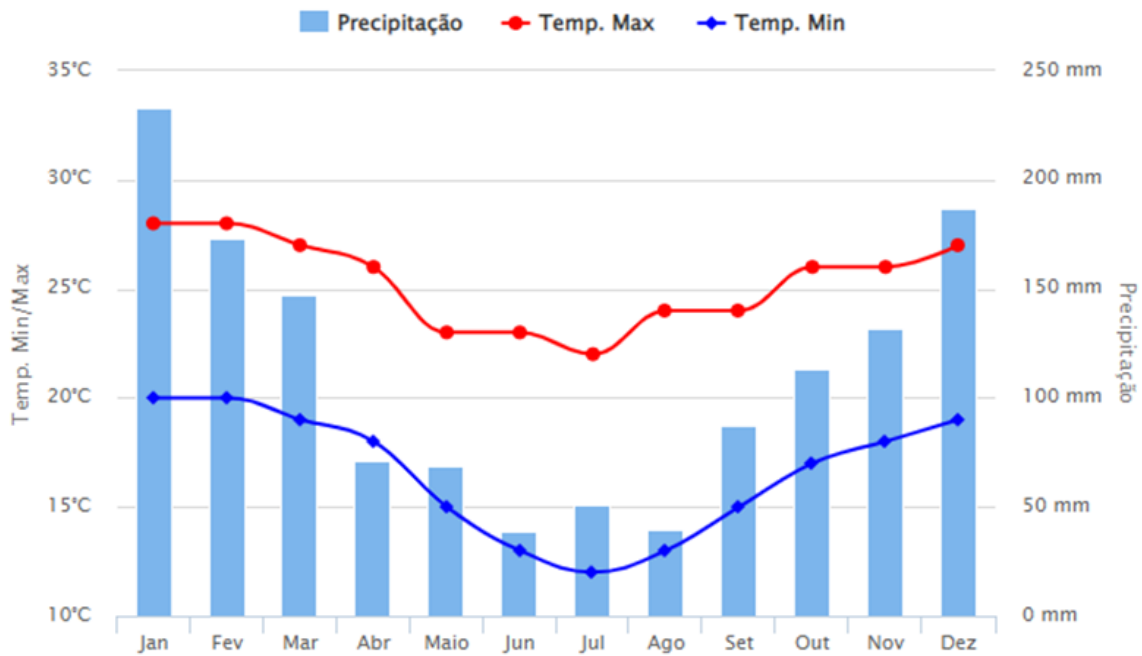 Precipitação Temp. Max Temp. Min
35°C 250 mm
30°C 200 mm
25°C 150 mm
20°C 100 mm
15°C 50 mm
10°C 0 mm
Temp. Min/Max
Precipitação
Jan Fev Mar Abr Maio Jun Jul Ago Set Out Nov Dez